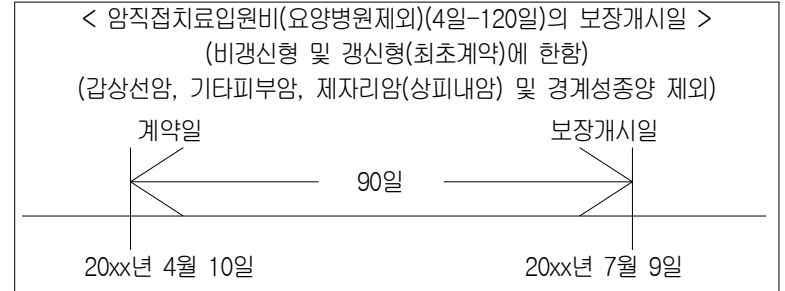 < 암직접치료입원비(요양병원제외)(4일-120일)의 보장개시일 >
(비갱신형 및 갱신형(최초계약)에 한함)
(갑상선암, 기타피부암, 제자리암(상피내암) 및 경계성종양 제외)
계약일 보장개시일
90일
20xx년 4월 10일 20xx년 7월 9일